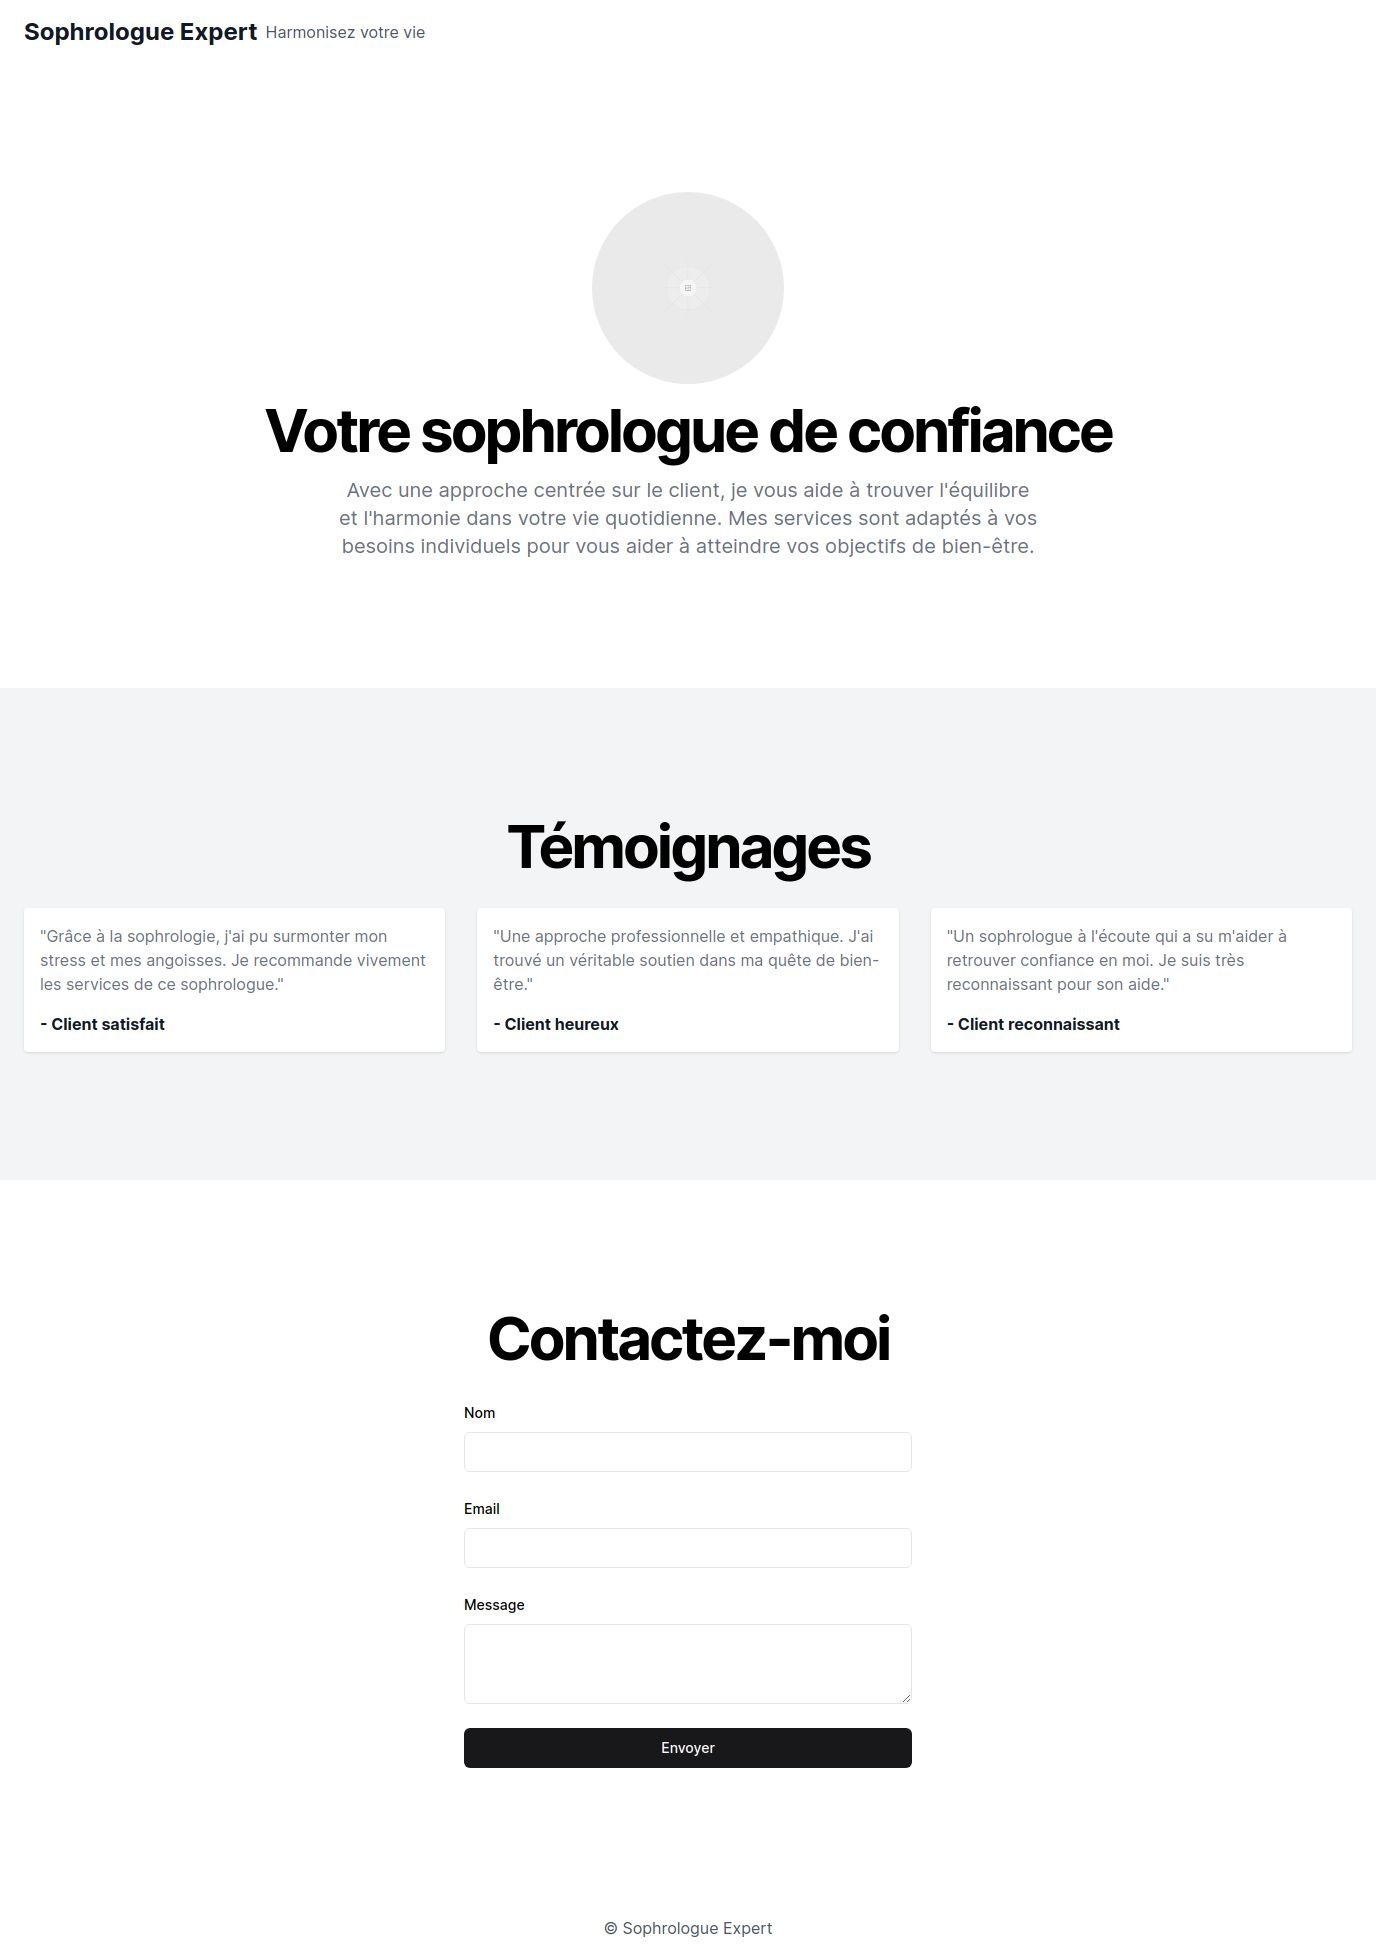 Sophrologue Expert Harmonisez votre vie
Votre sophrologue de confiance
Avec une approche centrée sur le client, je vous aide à trouver l'équilibre
et l'harmonie dans votre vie quotidienne. Mes services sont adaptés à vos
besoins individuels pour vous aider à atteindre vos objectifs de bien-être.
Témoignages
"Grâce à la sophrologie, j'ai pu surmonter mon
stress et mes angoisses. Je recommande vivement
les services de ce sophrologue."
- Client satisfait
"Une approche professionnelle et empathique. J'ai
trouvé un véritable soutien dans ma quête de bien-
être."
- Client heureux
"Un sophrologue à l'écoute qui a su m'aider à
retrouver confiance en moi. Je suis très
reconnaissant pour son aide."
- Client reconnaissant
Contactez-moi
Nom
Email
Message
Envoyer
© Sophrologue Expert